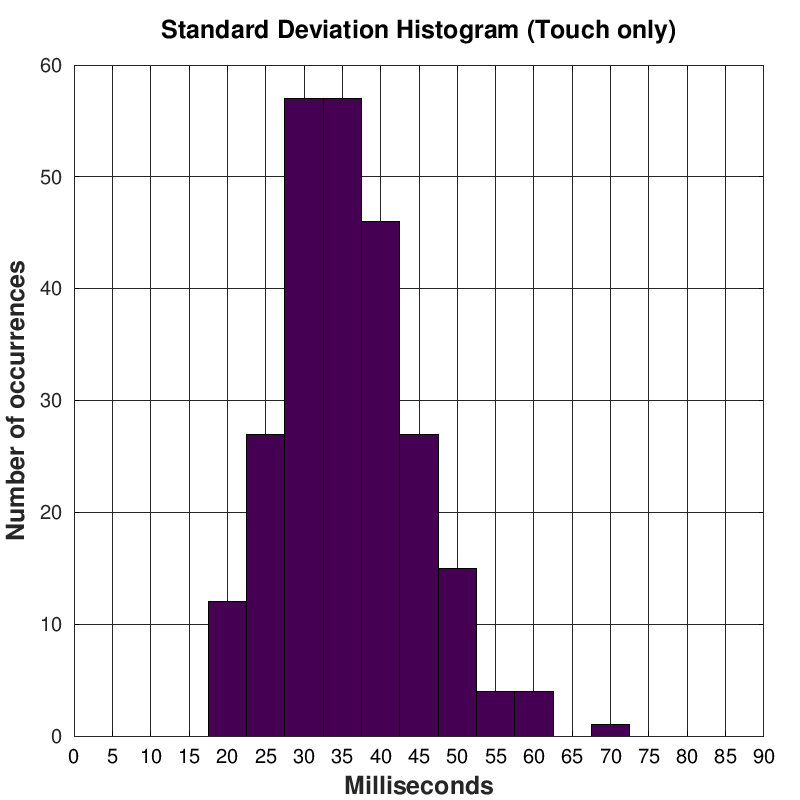 Standard Deviation Histogram (Touch only)
60
50
40
30
20
10
0
Number of occurrences
0 5 10 15 20 25 30 35 40 45 50 55 60 65 70 75 80 85 90
Milliseconds